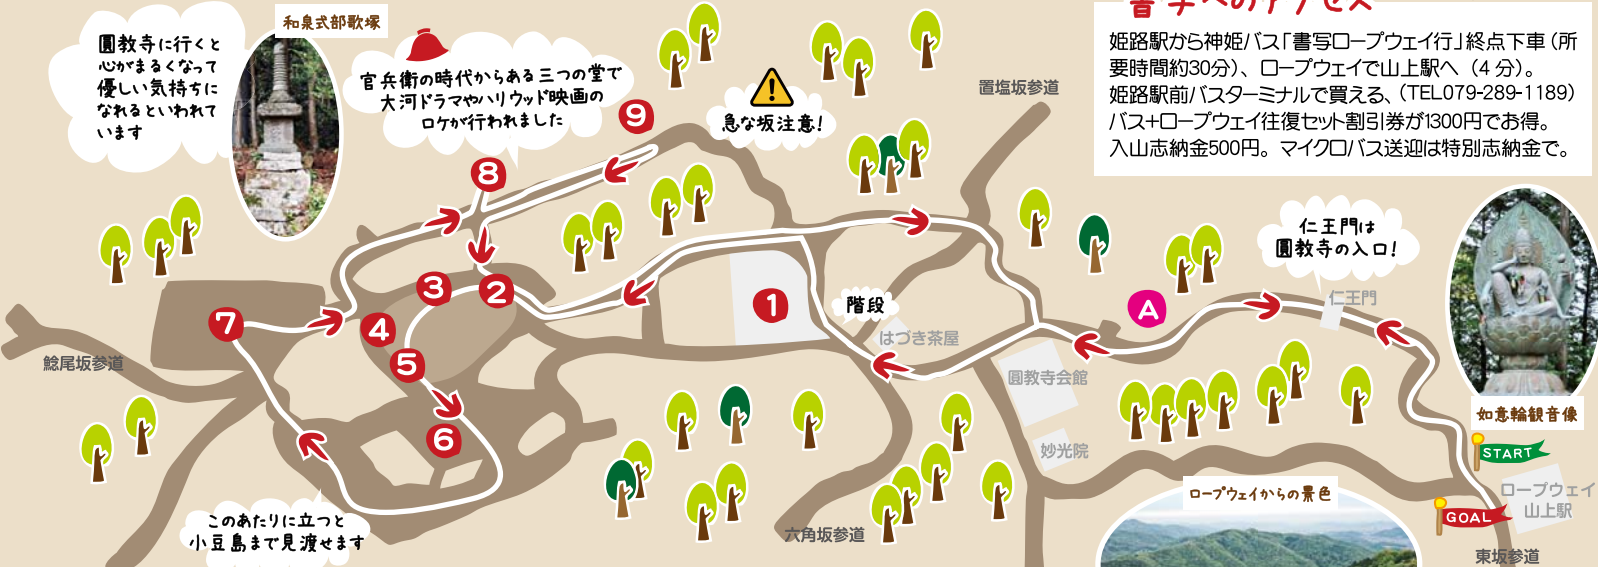 書写へのアクセス
姫路駅から神姫バス「書写ロープウェイ行」終点下車（所
要時間約30分）、ロープウェイで山上駅へ（4分）。
姫路駅前バスターミナルで買える、（TEL079-289-1189）
バス+ロープウェイ往復セット割引券が1300円でお得。
入山志納金500円。マイクロバス送迎は特別志納金で。
和泉式部歌塚
圓教寺に行くと
心がまるくなって
優しい気持ちに
なれるといわれて
います
官兵衛の時代からある三つの堂で
大河ドラマやハリウッド映画の
ロケが行われました
急な坂注意!
置塩坂参道
9
8
仁王門は
圓教寺の入口!
仁王門
A
3
2
1
階段
はづき茶屋
7
4
5
6
鯰尾坂参道
圓教寺会館
妙光院
如意輪観音像
START
ロープウェイ
山上駅
GOAL
東坂参道
ロープウェイからの景色
六角坂参道
このあたりに立つと
小豆島まで見渡せます